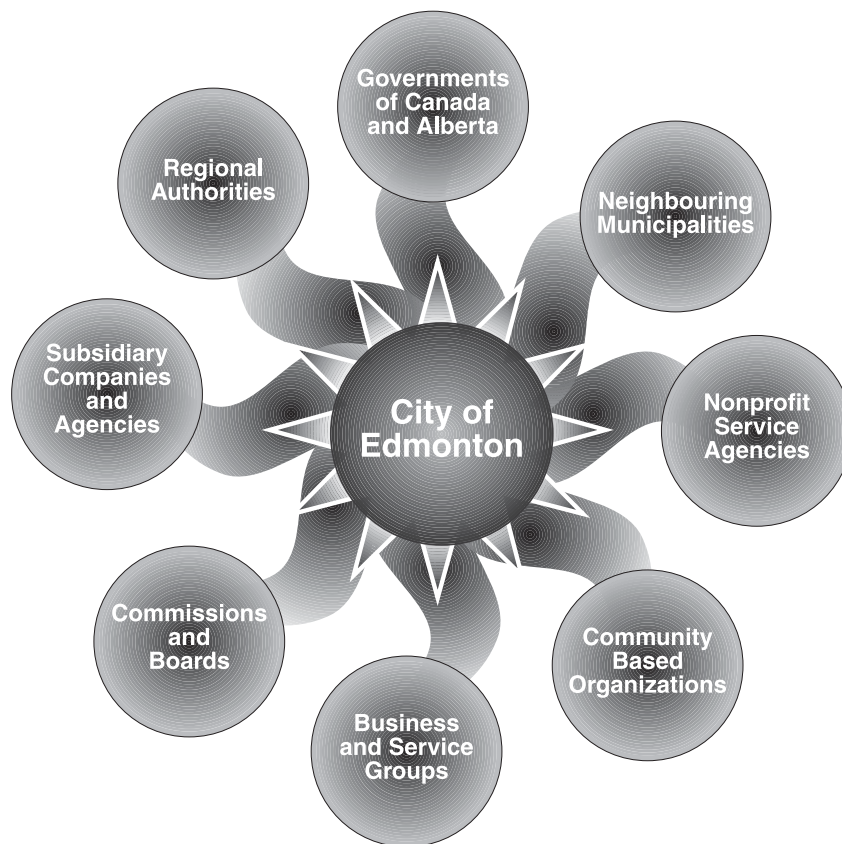 Governments
of Canada
and Alberta
Regional
Authorities
Neighbouring
Municipalities
Subsidiary
Companies
and
Agencies
City of
Edmonton
Nonprofit
Service
Agencies
Commissions
and
Boards
Community
Based
Organizations
Business
and Service
Groups